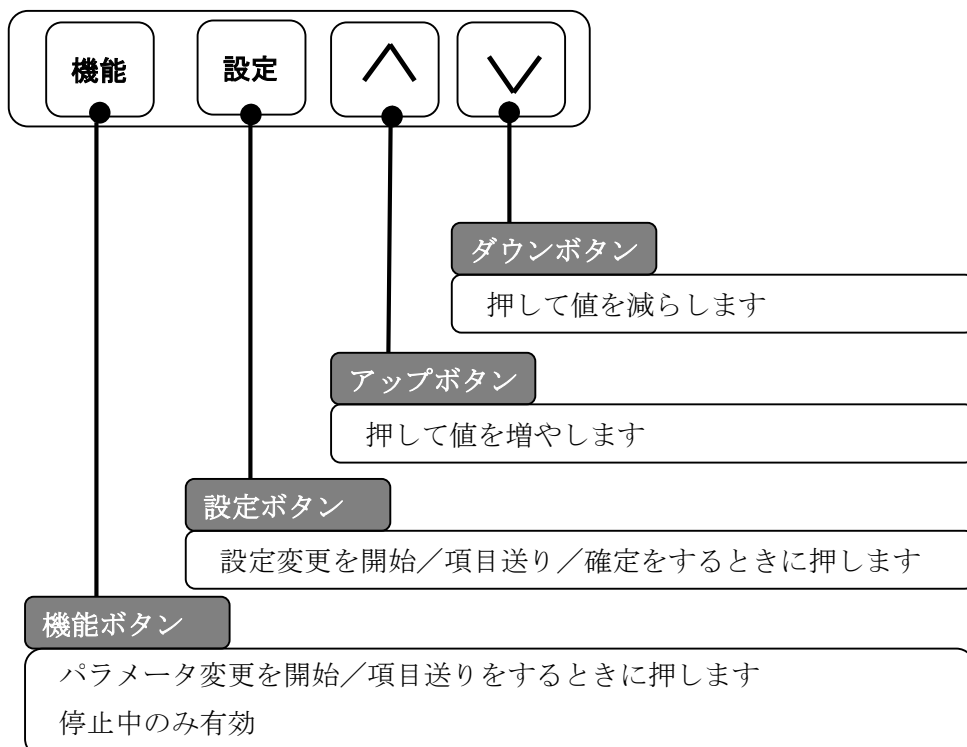 機能
設定
ダウンボタン
押して値を減らします
アップボタン
押して値を増やします
設定ボタン
設定変更を開始／項目送り／確定をするときに押します
機能ボタン
パラメータ変更を開始／項目送りをするときに押します
停止中のみ有効